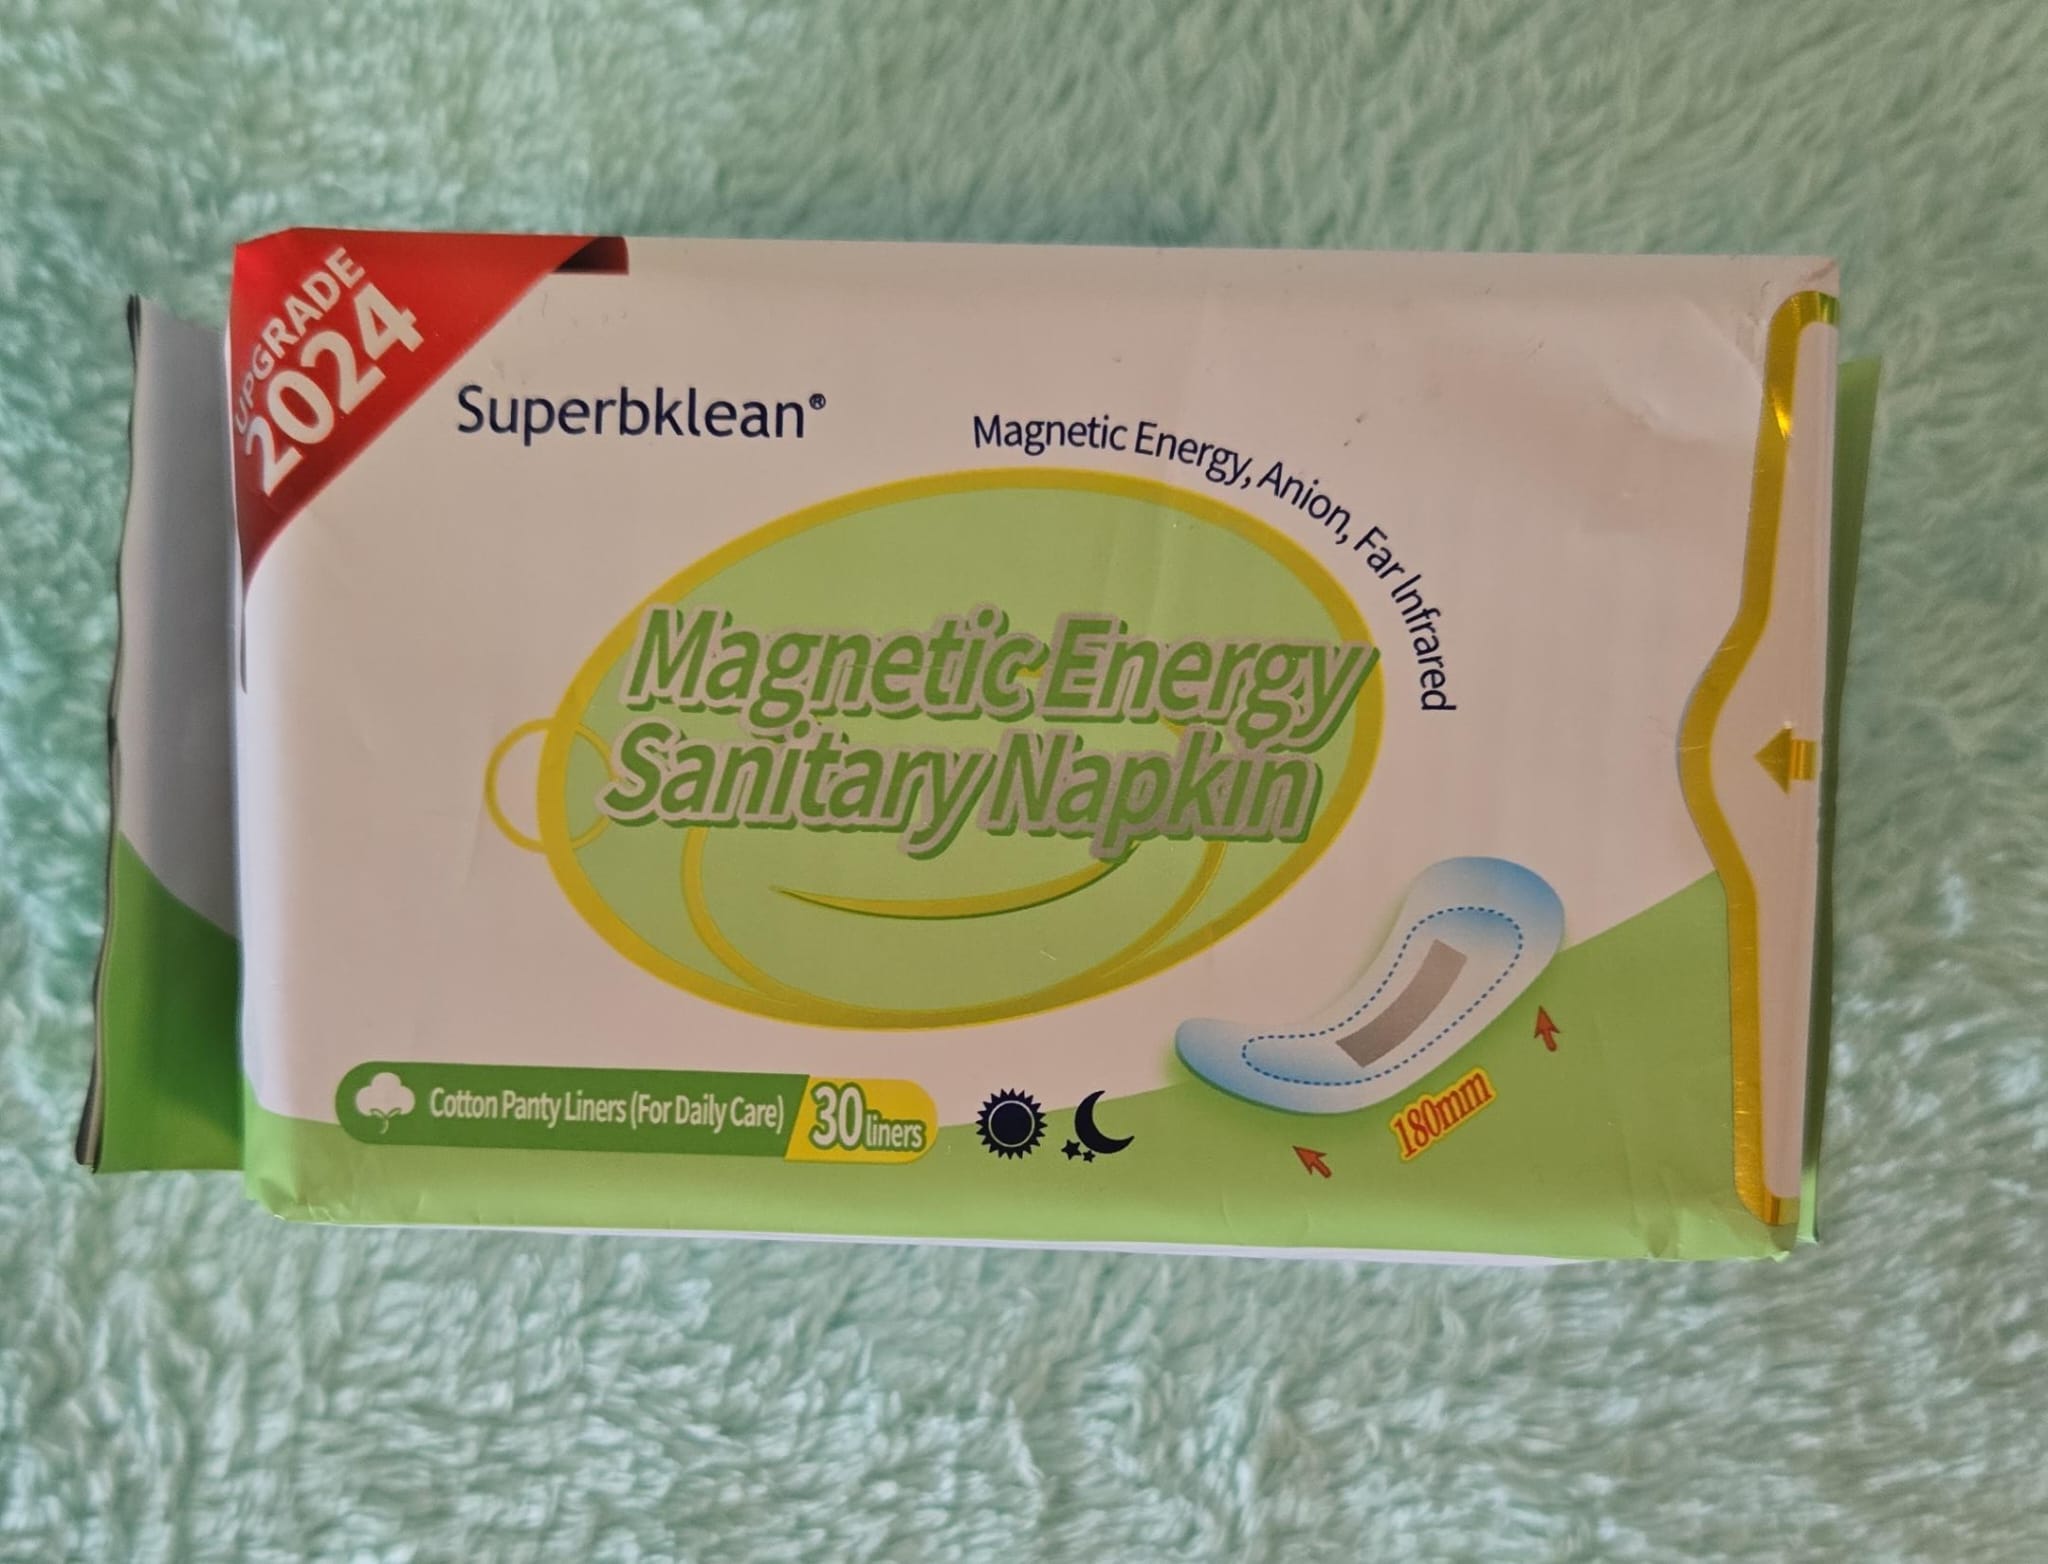 UPGRADE
2024
Superbklean®
Magnetic Energy, Anion, Far Infrared
Magnetic Energy
Sanitary Napkin
Cotton Panty Liners (For Daily Care) 30 liners
180mm